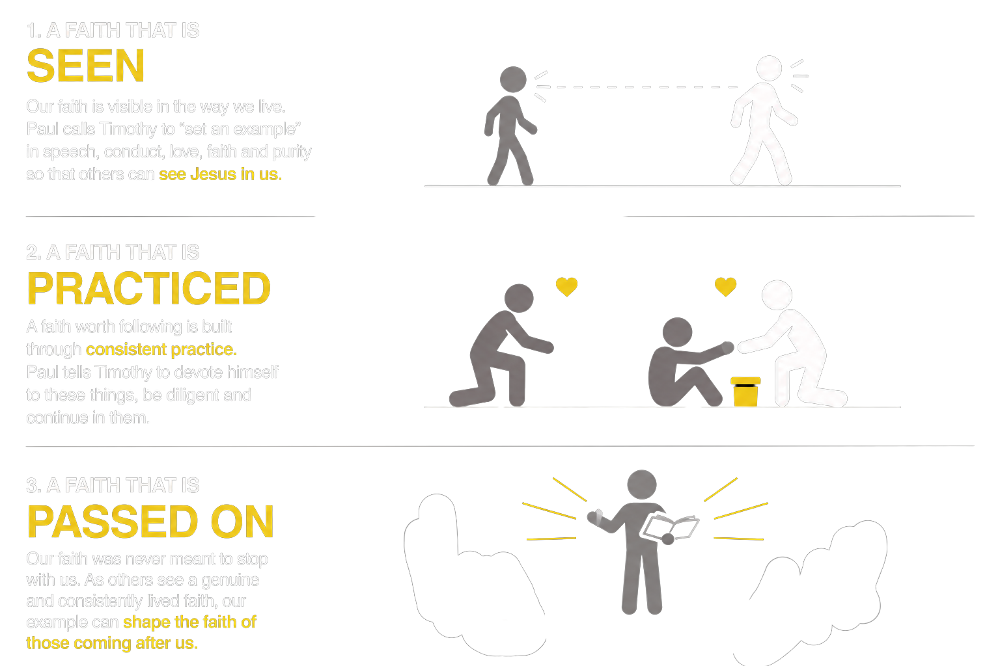 1. A FAITH THAT IS
SEEN
Our faith is visible in the way we live.
Paul calls Timothy to “set an example”
in speech, conduct, love, faith and purity
so that others can see Jesus in us.
2. A FAITH THAT IS
PRACTICED
A faith worth following is built
through consistent practice.
Paul tells Timothy to devote himself
to these things, be diligent and
continue in them.
3. A FAITH THAT IS
PASSED ON
Our faith was never meant to stop
with us. As others see a genuine
and consistently lived faith, our
example can shape the faith of
those coming after us.